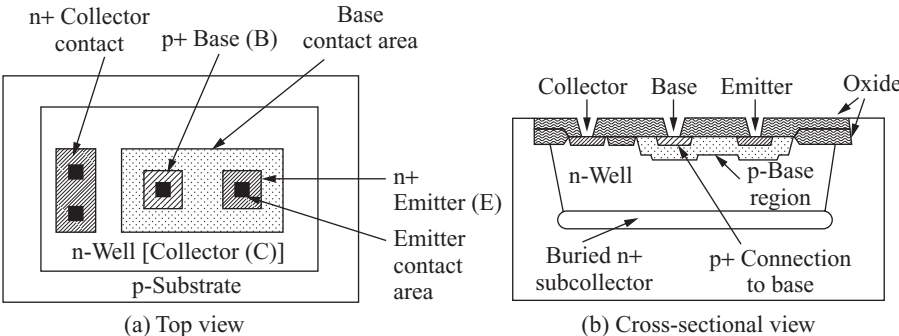 n+ Collector
contact
p+ Base (B)
Base
contact area
n+
Emitter (E)
Emitter
contact
area
n-Well [Collector (C)]
p-Substrate
(a) Top view
Collector
Base
Emitter
Oxide
n-Well
p-Base
region
Buried n+
subcollector
p+ Connection
to base
(b) Cross-sectional view